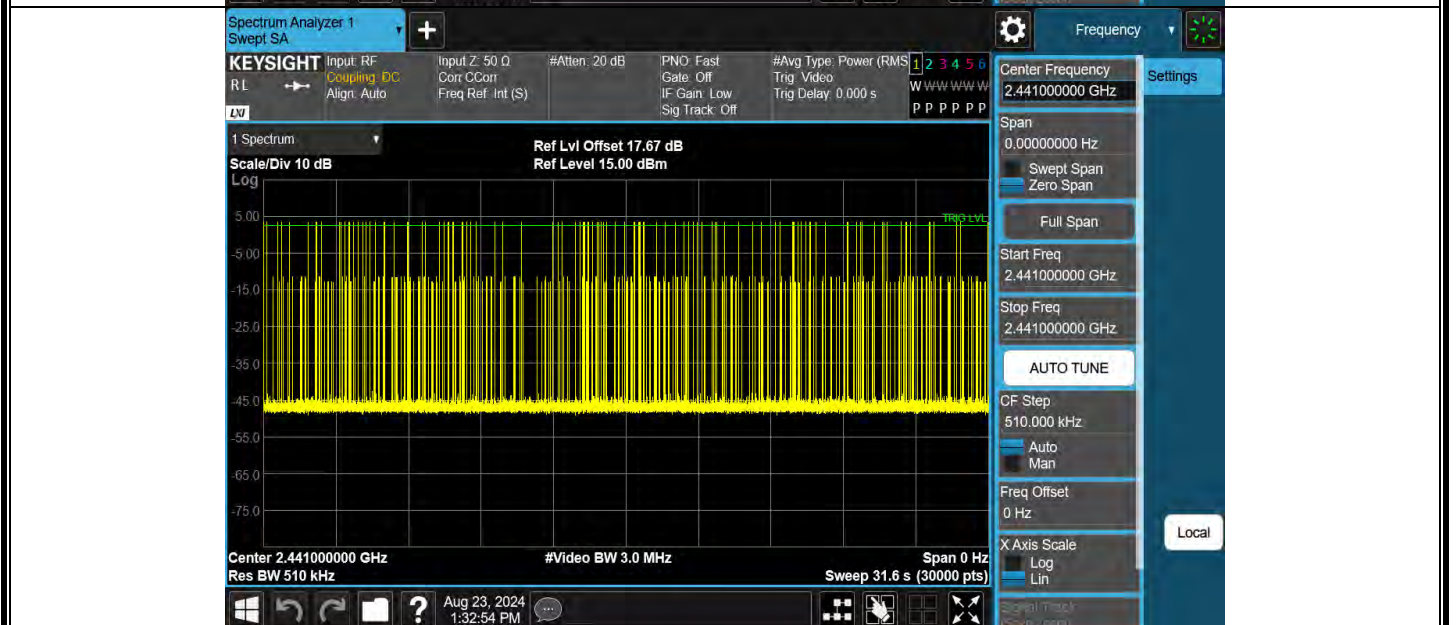 Spectrum Analyzer 1
Swept SA
+
Frequency
KEYSIGHT
RL
LXI
Input: RF
Coupling: DC
Align: Auto
Input Z: 50 Ω
Corr CCorr
Freq Ref: Int (S)
#Atten: 20 dB
PNO: Fast
Gate: Off
IF Gain: Low
Sig Track: Off
#Avg Type: Power (RMS
Trig: Video
Trig Delay: 0.000 s
1 2 3 4 5 6
W W W W W W
P P P P P P
Center Frequency
2.441000000 GHz
Settings
Span
0.00000000 Hz
Swept Span
Zero Span
Full Span
Start Freq
2.441000000 GHz
Stop Freq
2.441000000 GHz
AUTO TUNE
CF Step
510.000 kHz
Auto
Man
Freq Offset
0 Hz
X Axis Scale
Log
Lin
Signal Track
Local
1 Spectrum
Scale/Div 10 dB
Log
Ref Lvl Offset 17.67 dB
Ref Level 15.00 dBm
TRIG LVL
5.00
-5.00
-15.0
-25.0
-35.0
-45.0
-55.0
-65.0
-75.0
Center 2.441000000 GHz
Res BW 510 kHz
#Video BW 3.0 MHz
Span 0 Hz
Sweep 31.6 s (30000 pts)
?
Aug 23, 2024
1:32:54 PM